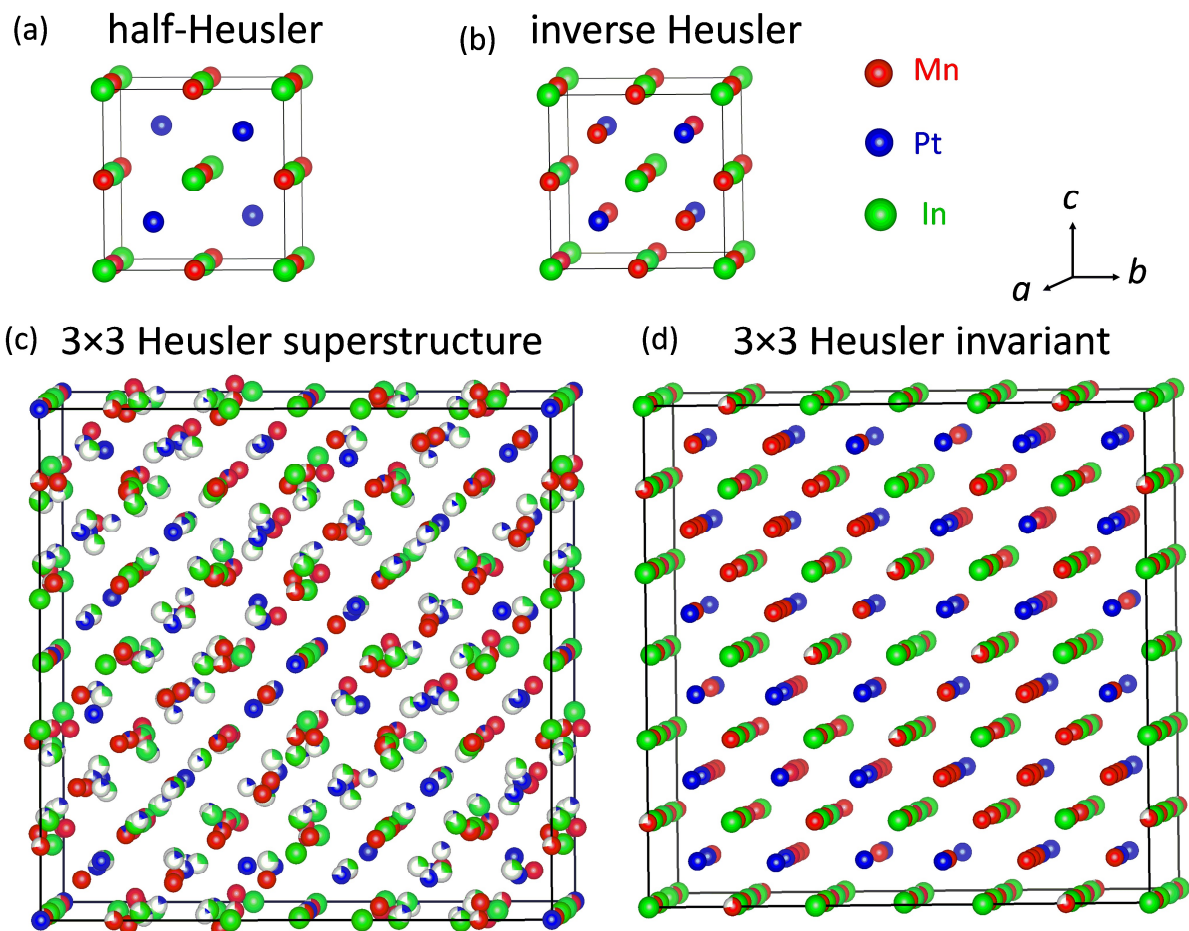 (a) half-Heusler
(b) inverse Heusler
Mn
Pt
In
c
a
b
(c) 3×3 Heusler superstructure
(d) 3×3 Heusler invariant